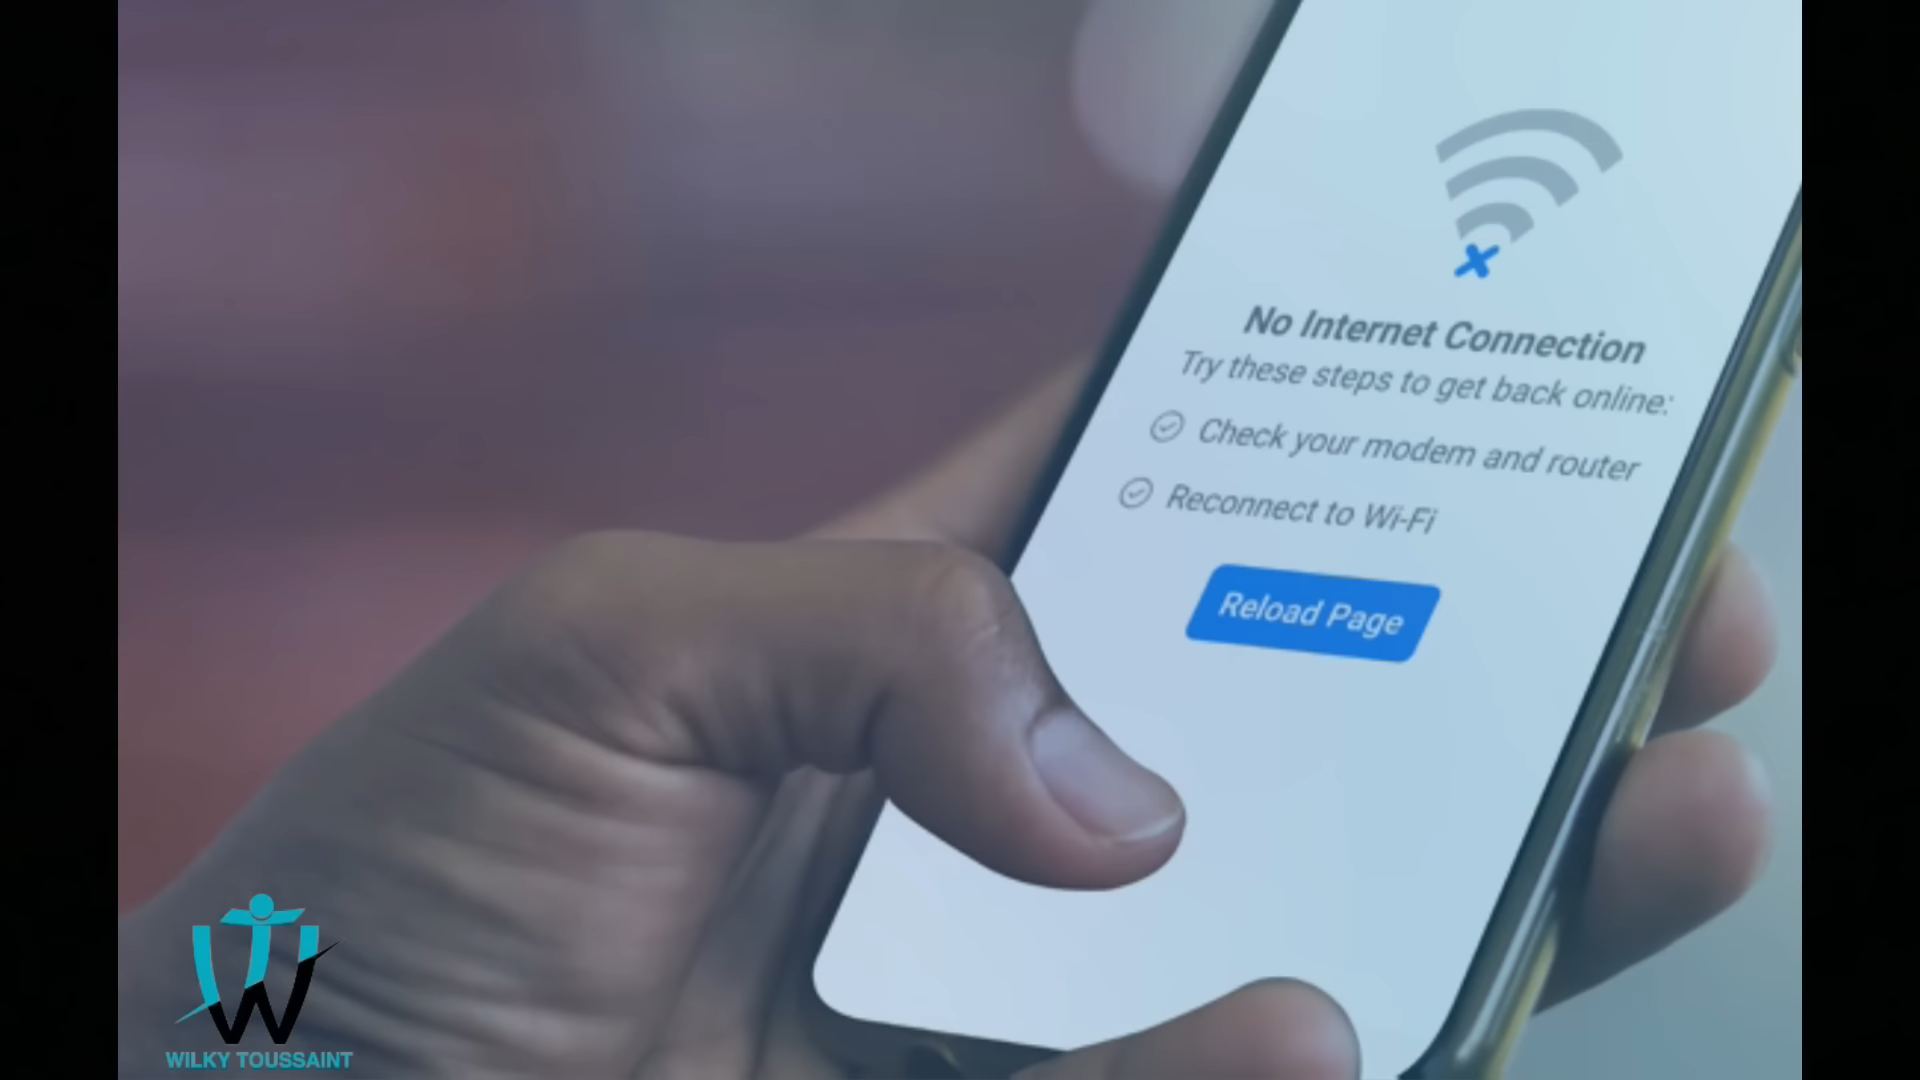 No Internet Connection
Try these steps to get back online:
Check your modem and router
Reconnect to Wi-Fi
Reload Page
WILKY TOUSSAINT